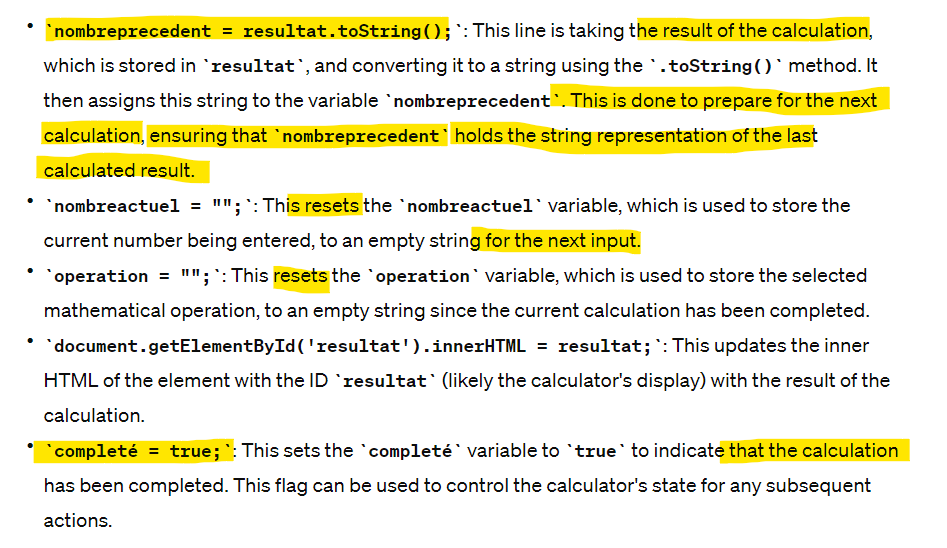 • `nombreprecedent = resultat.toString();`: This line is taking the result of the calculation,
which is stored in `resultat`, and converting it to a string using the `.toString()` method. It
then assigns this string to the variable `nombreprecedent`. This is done to prepare for the next
calculation, ensuring that `nombreprecedent` holds the string representation of the last
calculated result.
• `nombreactuel = "";`: This resets the `nombreactuel` variable, which is used to store the
current number being entered, to an empty string for the next input.
• `operation = "";`: This resets the `operation` variable, which is used to store the selected
mathematical operation, to an empty string since the current calculation has been completed.
• `document.getElementById('resultat').innerHTML = resultat;`: This updates the inner
HTML of the element with the ID `resultat` (likely the calculator's display) with the result of the
calculation.
• `completé = true;`: This sets the `completé` variable to `true` to indicate that the calculation
has been completed. This flag can be used to control the calculator's state for any subsequent
actions.